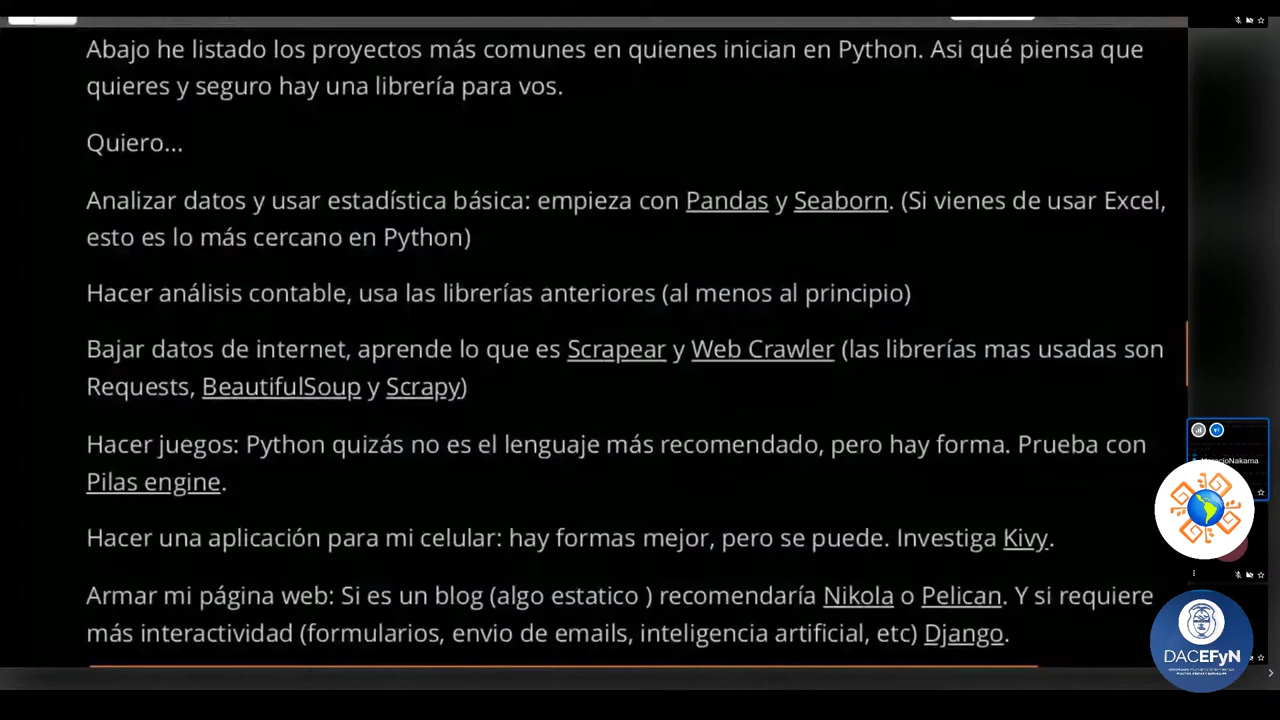 Abajo he listado los proyectos más comunes en quienes inician en Python. Asi qué piensa que
quieres y seguro hay una librería para vos.
Quiero...
Analizar datos y usar estadística básica: empieza con Pandas y Seaborn. (Si vienes de usar Excel,
esto es lo más cercano en Python)
Hacer análisis contable, usa las librerías anteriores (al menos al principio)
Bajar datos de internet, aprende lo que es Scrapear y Web Crawler (las librerías mas usadas son
Requests, BeautifulSoup y Scrapy)
Hacer juegos: Python quizás no es el lenguaje más recomendado, pero hay forma. Prueba con
Pilas engine.
Hacer una aplicación para mi celular: hay formas mejor, pero se puede. Investiga Kivy.
Armar mi página web: Si es un blog (algo estatico ) recomendaría Nikola o Pelican. Y si requiere
más interactividad (formularios, envio de emails, inteligencia artificial, etc) Django.
DACEFyN